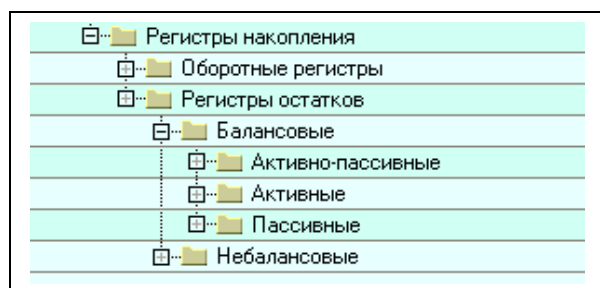 Регистры накопления
Оборотные регистры
Регистры остатков
Балансовые
Активно-пассивные
Активные
Пассивные
Небалансовые